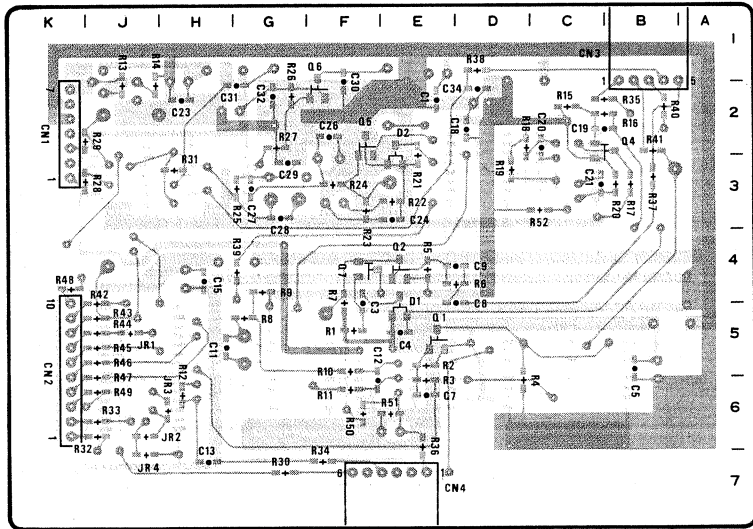 K J H G F E D C B A
I
R13
R14
R26
Q6
C30
R38
CN3
1
5
7
CN1
1
C23
C31
C32
C1
C34
R15
R35
R40
2
R28
R27
C26
Q5
D2
C18
R18
C20
C19
R16
Q4
R41
R31
C29
R28
R25
C27
R24
R21
R19
C21
3
C28
R23
R22
C24
R52
R20
R17
R37
R39
Q2
R5
C9
4
R48
C15
Q7
R6
10
R42
R9
R7
C3
D1
C8
R43
R44
R8
R1
C4
Q1
5
R45
JR1
C11
CN2
R46
R47
R10
C12
R2
R49
JR3
R12
R11
R3
R4
C7
C5
R33
R51
6
R50
1
R32
JR2
C13
R34
R36
JR4
R30
6
1
CN4
7